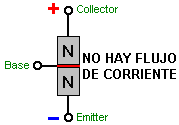 + Collector
N
Base
N
NO HAY FLUJO
DE CORRIENTE
− Emitter